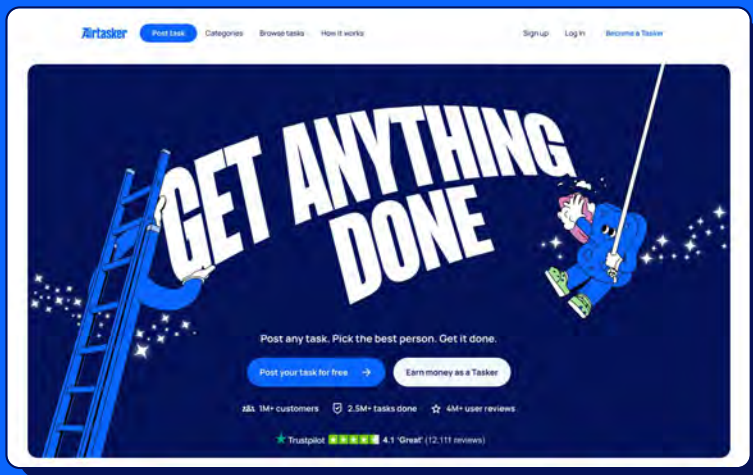 Airtasker Post task Categories Browse tasks How it works Sign up Log in Become a Tasker
GET ANYTHING
DONE
Post any task. Pick the best person. Get it done.
Post your task for free → Earn money as a Tasker
1M+ customers 2.5M+ tasks done 4M+ user reviews
Trustpilot 4.1 'Great' (12,111 reviews)